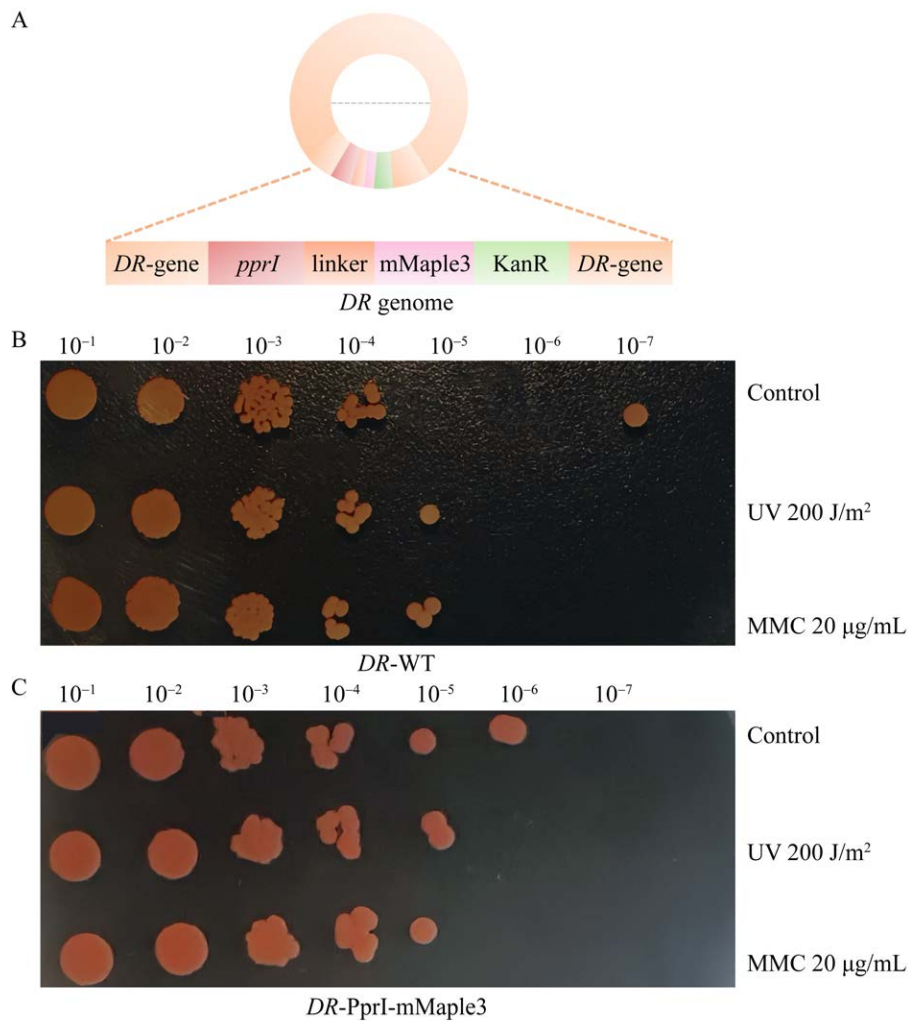 A
DR-gene pprI linker mMaple3 KanR DR-gene
DR genome
B
10⁻¹ 10⁻² 10⁻³ 10⁻⁴ 10⁻⁵ 10⁻⁶ 10⁻⁷
Control
UV 200 J/m²
MMC 20 μg/mL
DR-WT
C
10⁻¹ 10⁻² 10⁻³ 10⁻⁴ 10⁻⁵ 10⁻⁶ 10⁻⁷
Control
UV 200 J/m²
MMC 20 μg/mL
DR-PprI-mMaple3